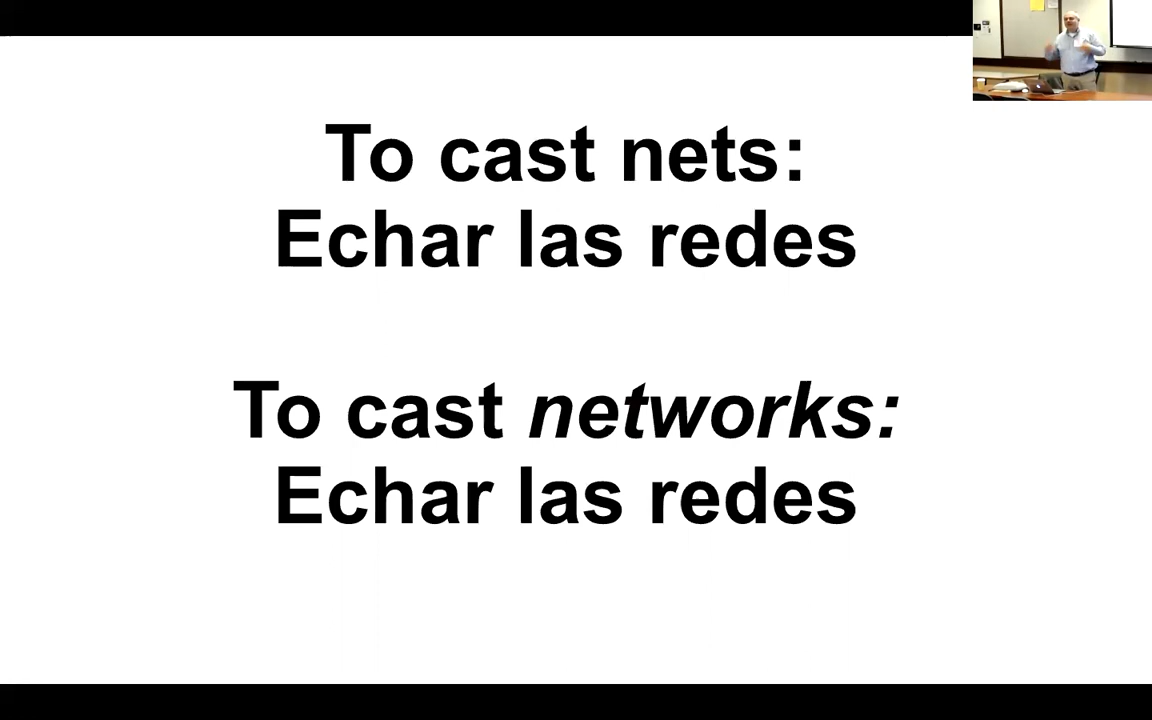 To cast nets:
Echar las redes
To cast networks:
Echar las redes